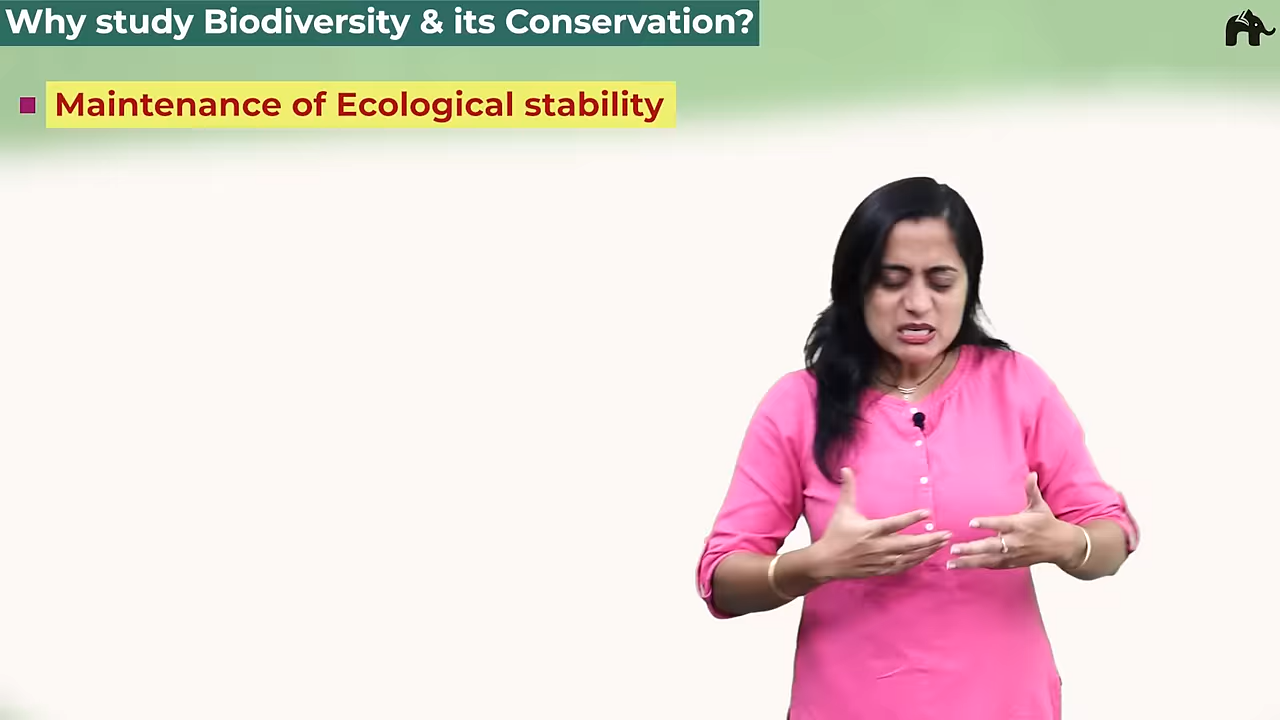 Why study Biodiversity & its Conservation?
Maintenance of Ecological stability